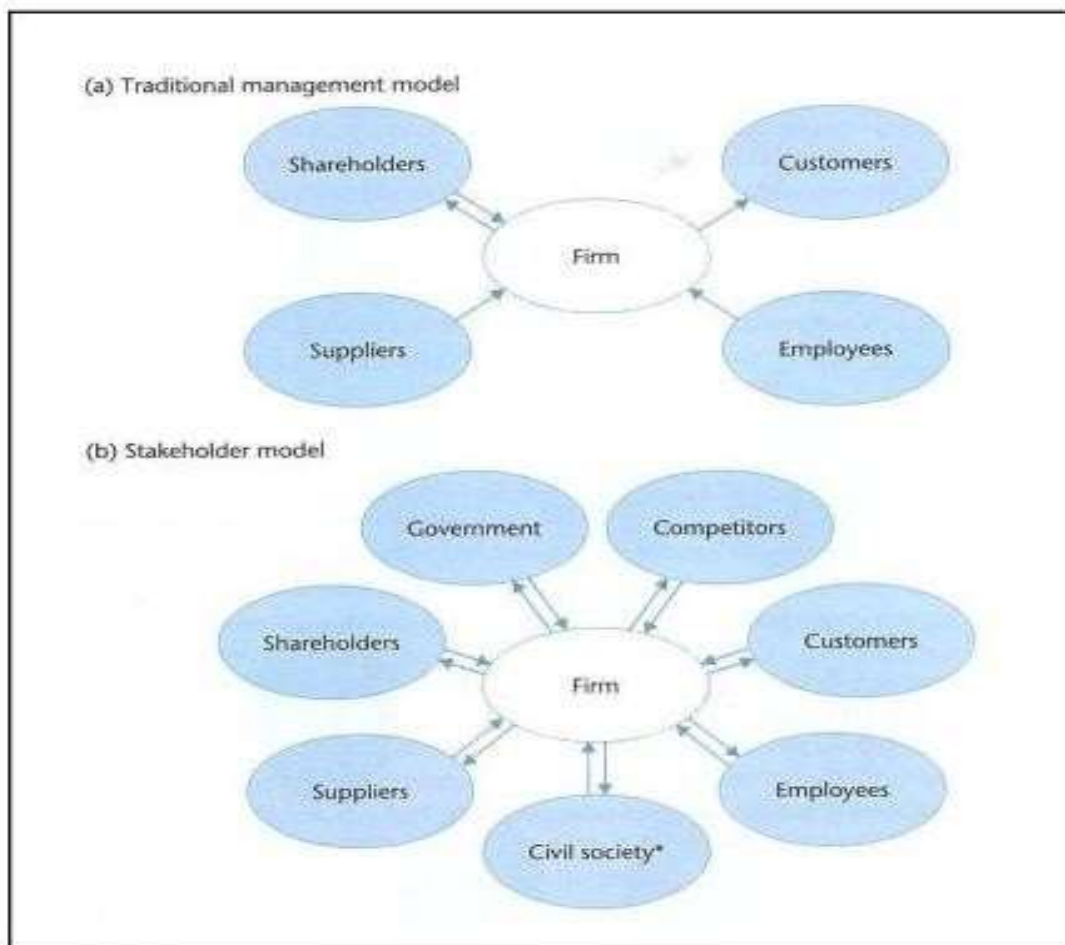 (a) Traditional management model
Shareholders
Customers
Firm
Suppliers
Employees
(b) Stakeholder model
Government
Competitors
Shareholders
Customers
Firm
Suppliers
Employees
Civil society*